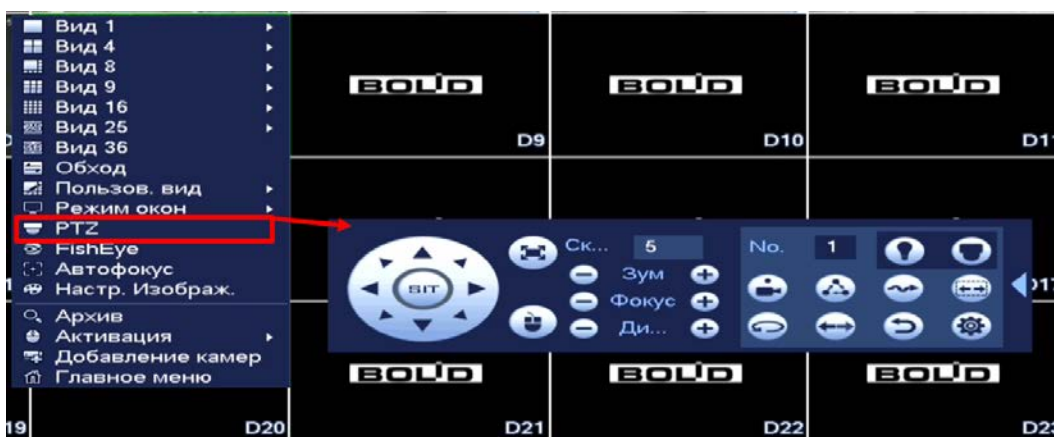 Вид 1
Вид 4
Вид 8
Вид 9
Вид 16
Вид 25
Вид 36
Обход
Пользов. вид
Режим окон
PTZ
FishEye
Автофокус
Настр. Изображ.
Архив
Активация
Добавление камер
Главное меню
BOLID BOLID BOLID
D9 D10 D11
SIT
Ск... 5
Зум
Фокус
Ди...
No. 1
BOLID BOLID BOLID
19 D20 D21 D22